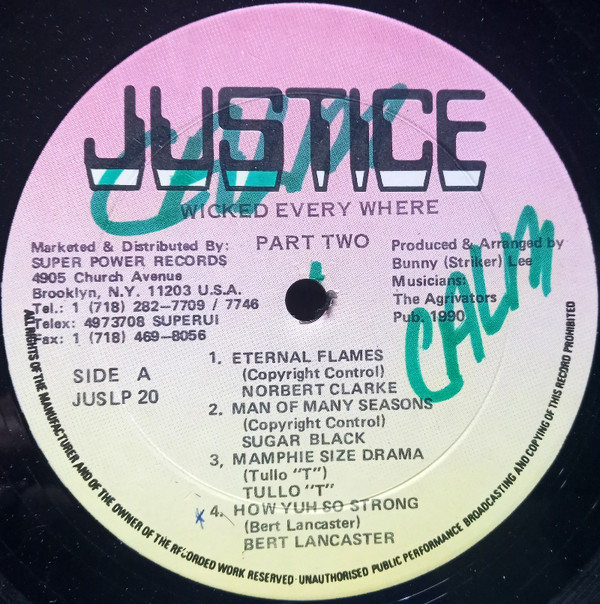 JUSTICE
CALM
WICKED EVERY WHERE
PART TWO
Marketed & Distributed By:
SUPER POWER RECORDS
4905 Church Avenue
Brooklyn, N.Y. 11203 U.S.A.
Tel.: 1 (718) 282-7709 / 7746
Telex: 4973708 SUPERUI
Fax: 1 (718) 469-8056
Produced & Arranged by
Bunny (Striker) Lee
Musicians:
The Agrivators
Pub. 1990
CALM
SIDE A
JUSLP 20
1, ETERNAL FLAMES
(Copyright Control)
NORBERT CLARKE
2. MAN OF MANY SEASONS
(Copyright Control)
SUGAR BLACK
3, MAMPHIE SIZE DRAMA
(Tullo "T")
TULLO "T"
*4. HOW YUH SO STRONG
(Bert Lancaster)
BERT LANCASTER
ALL RIGHTS OF THE MANUFACTURER AND OF THE OWNER OF THE RECORDED WORK RESERVED · UNAUTHORISED PUBLIC PERFORMANCE BROADCASTING AND COPYING OF THIS RECORD PROHIBITED